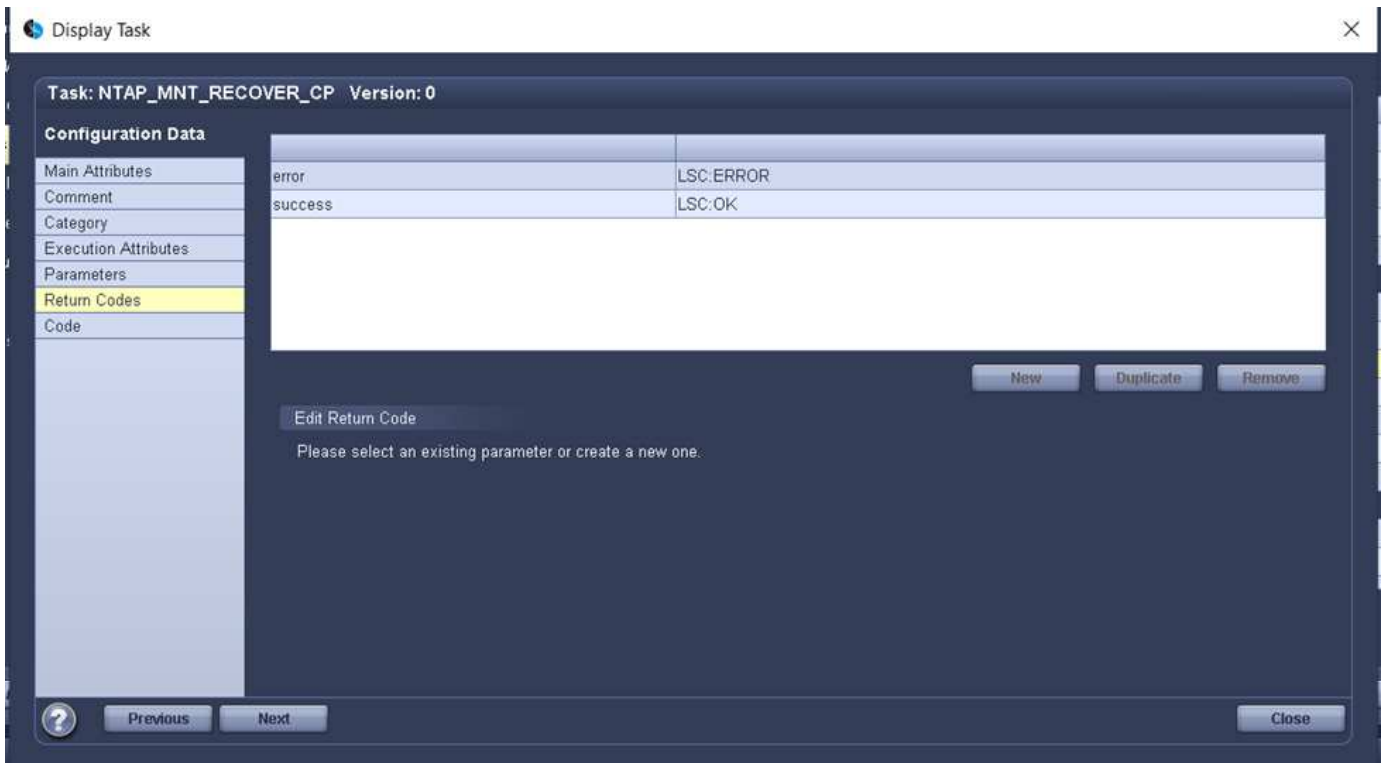 Display Task
Task: NTAP_MNT_RECOVER_CP Version: 0
Configuration Data
Main Attributes
Comment
Category
Execution Attributes
Parameters
Return Codes
Code
error LSC:ERROR
success LSC:OK
New Duplicate Remove
Edit Return Code
Please select an existing parameter or create a new one.
? Previous Next Close